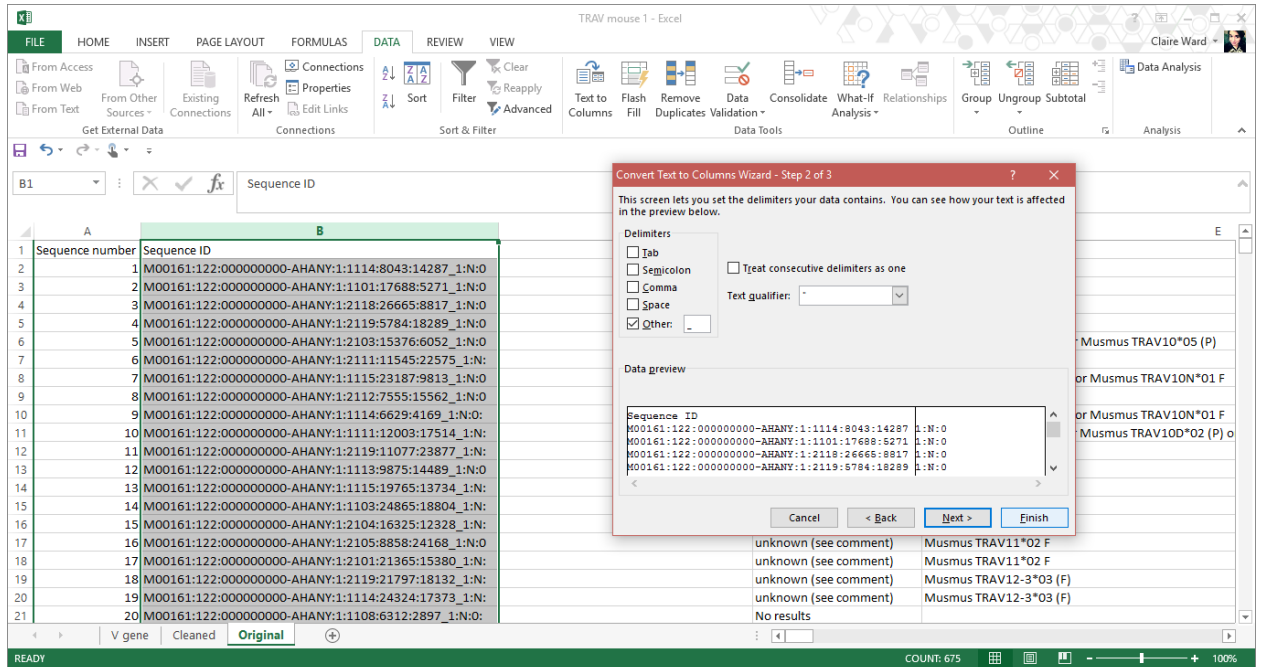 TRAV mouse 1 - Excel
FILE HOME INSERT PAGE LAYOUT FORMULAS DATA REVIEW VIEW Claire Ward
From Access
From Web
From Text
From Other Sources
Existing Connections
Get External Data
Refresh All
Connections
Properties
Edit Links
Connections
Sort
Filter
Clear
Reapply
Advanced
Sort & Filter
Text to Columns
Flash Fill
Remove Duplicates
Data Validation
Consolidate
What-If Analysis
Relationships
Data Tools
Group
Ungroup
Subtotal
Outline
Data Analysis
Analysis
B1 fx Sequence ID
A B E
1 Sequence number Sequence ID
2 1 M00161:122:000000000-AHANY:1:1114:8043:14287_1:N:0
3 2 M00161:122:000000000-AHANY:1:1101:17688:5271_1:N:0
4 3 M00161:122:000000000-AHANY:1:2118:26665:8817_1:N:0
5 4 M00161:122:000000000-AHANY:1:2119:5784:18289_1:N:0
6 5 M00161:122:000000000-AHANY:1:2103:15376:6052_1:N:0 Musmus TRAV10*05 (P)
7 6 M00161:122:000000000-AHANY:1:2111:11545:22575_1:N:
8 7 M00161:122:000000000-AHANY:1:1115:23187:9813_1:N:0 or Musmus TRAV10N*01 F
9 8 M00161:122:000000000-AHANY:1:2112:7555:15562_1:N:0
10 9 M00161:122:000000000-AHANY:1:1114:6629:4169_1:N:0: or Musmus TRAV10N*01 F
11 10 M00161:122:000000000-AHANY:1:1111:12003:17514_1:N: Musmus TRAV10D*02 (P) o
12 11 M00161:122:000000000-AHANY:1:2119:11077:23877_1:N:
13 12 M00161:122:000000000-AHANY:1:1113:9875:14489_1:N:0
14 13 M00161:122:000000000-AHANY:1:1115:19765:13734_1:N:
15 14 M00161:122:000000000-AHANY:1:1103:24865:18804_1:N:
16 15 M00161:122:000000000-AHANY:1:2104:16325:12328_1:N:
17 16 M00161:122:000000000-AHANY:1:2105:8858:24168_1:N:0 unknown (see comment) Musmus TRAV11*02 F
18 17 M00161:122:000000000-AHANY:1:2101:21365:15380_1:N: unknown (see comment) Musmus TRAV11*02 F
19 18 M00161:122:000000000-AHANY:1:2119:21797:18132_1:N: unknown (see comment) Musmus TRAV12-3*03 (F)
20 19 M00161:122:000000000-AHANY:1:1114:24324:17373_1:N: unknown (see comment) Musmus TRAV12-3*03 (F)
21 20 M00161:122:000000000-AHANY:1:1108:6312:2897_1:N:0: No results
Convert Text to Columns Wizard - Step 2 of 3 ?
This screen lets you set the delimiters your data contains. You can see how your text is affected
in the preview below.
Delimiters
Tab
Semicolon
Comma
Space
Other: _
Treat consecutive delimiters as one
Text qualifier: "
Data preview
Sequence ID
M00161:122:000000000-AHANY:1:1114:8043:14287 1:N:0
M00161:122:000000000-AHANY:1:1101:17688:5271 1:N:0
M00161:122:000000000-AHANY:1:2118:26665:8817 1:N:0
M00161:122:000000000-AHANY:1:2119:5784:18289 1:N:0
Cancel < Back Next > Finish
V gene Cleaned Original
READY COUNT: 675 100%